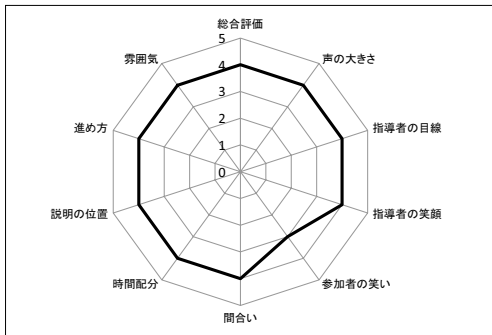 総合評価
声の大きさ
指導者の目線
指導者の笑顔
参加者の笑い
間合い
時間配分
説明の位置
進め方
雰囲気
5
4
3
2
1
0